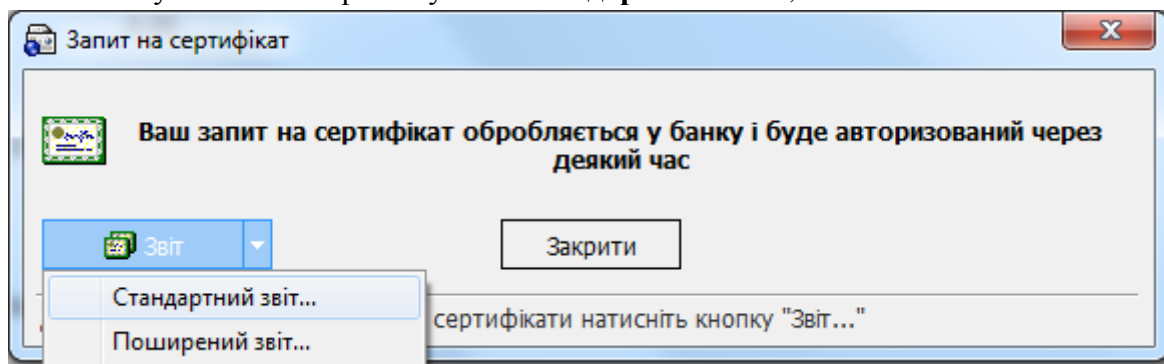 Запит на сертифікат
Ваш запит на сертифікат обробляється у банку і буде авторизований через
деякий час
Звіт
Закрити
Стандартний звіт...
сертифікати натисніть кнопку "Звіт..."
Поширений звіт...